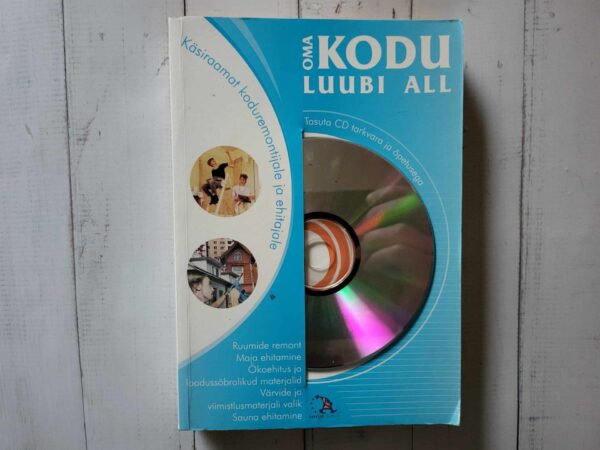 OMA
KODU
LUUBI ALL
Käsiraamat koduremontijale ja ehitajale
Tasuta CD tarkvara ja õpetusega
Ruumide remont
Maja ehitamine
Ökoehitus ja
loodussõbralikud materjalid
Värvide ja
viimistlusmaterjali valik
Sauna ehitamine